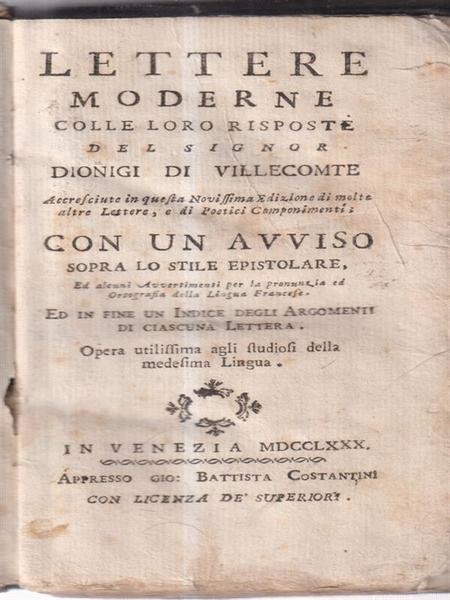 LETTERE
MODERNE
COLLE LORO RISPOSTE
DEL SIGNOR
DIONIGI DI VILLECOMTE
Accresciute in questa Novissima Edizione di molte
altre Lettere, e di Poetici Componimenti;
CON UN AVVISO
SOPRA LO STILE EPISTOLARE,
Ed alcuni Avvertimenti per la pronunzia ed
Ortografia della Lingua Francese.
ED IN FINE UN INDICE DEGLI ARGOMENTI
DI CIASCUNA LETTERA.
Opera utilissima agli studiosi della
medesima Lingua.
IN VENEZIA MDCCLXXX.
APPRESSO GIO: BATTISTA COSTANTINI
CON LICENZA DE' SUPERIORI.